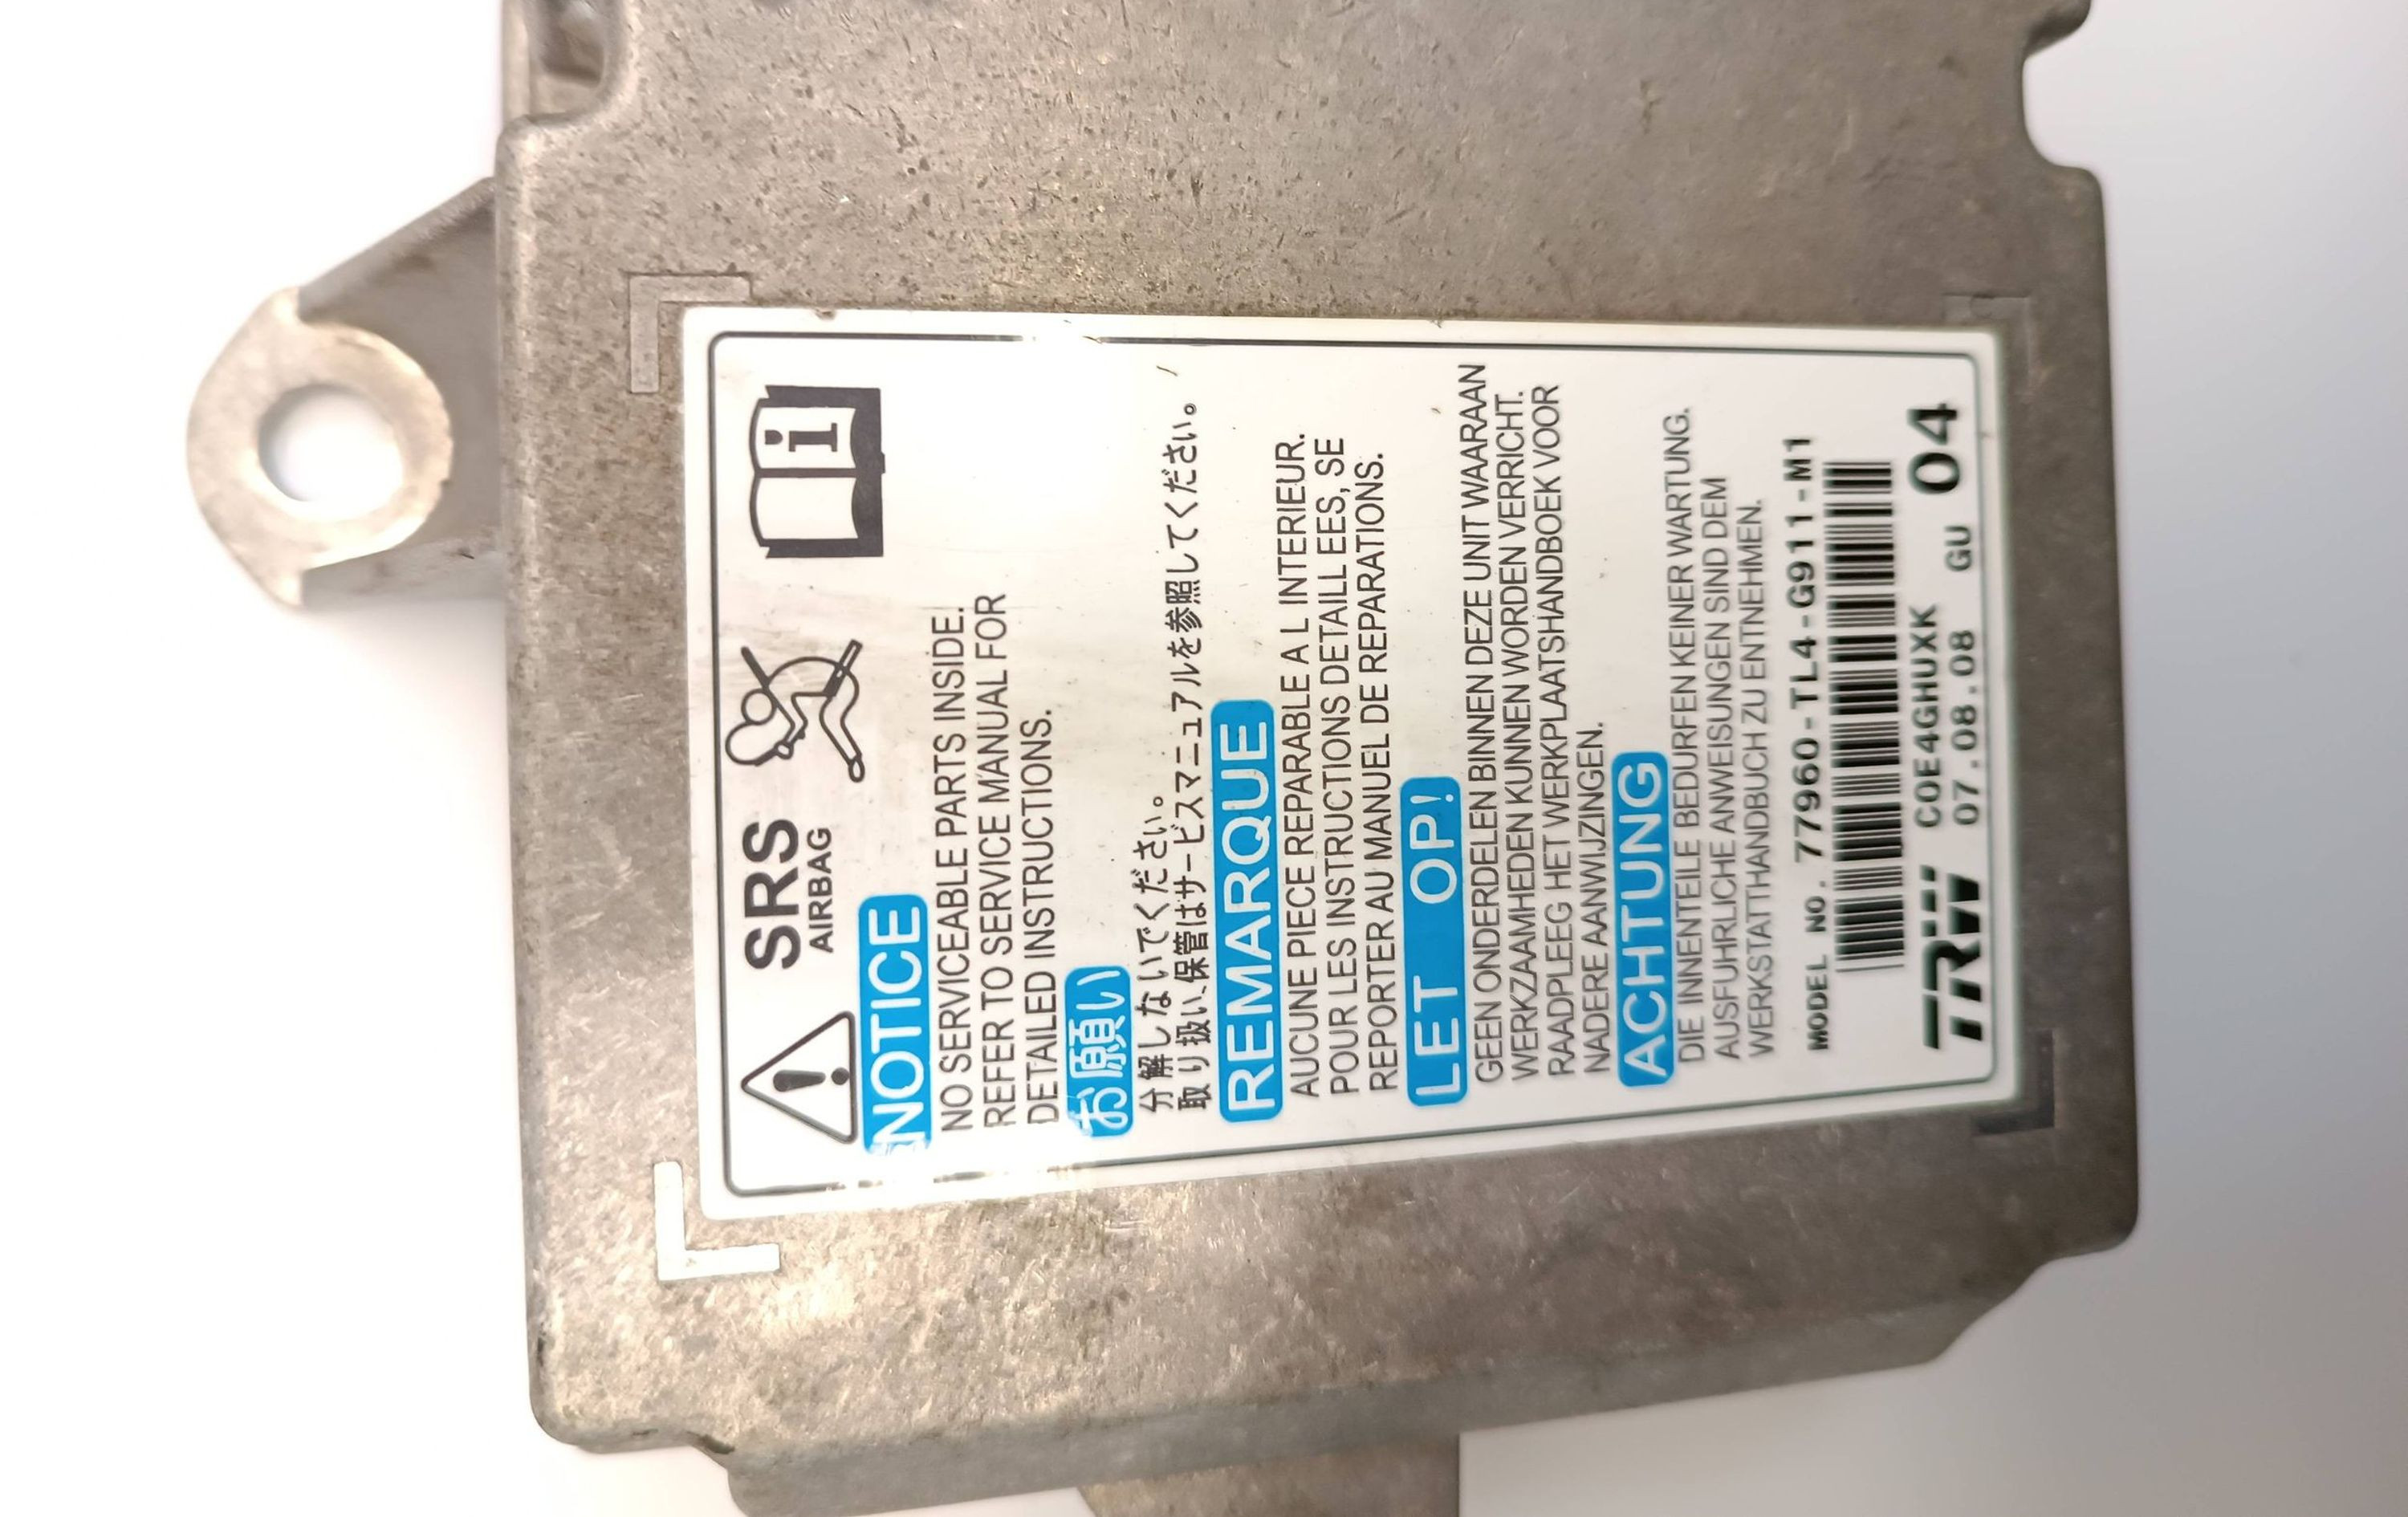 SRS
AIRBAG
i
NOTICE
NO SERVICEABLE PARTS INSIDE.
REFER TO SERVICE MANUAL FOR
DETAILED INSTRUCTIONS.
お願い
分解しないでください。
取り扱い、保管はサービスマニュアルを参照してください。
REMARQUE
AUCUNE PIECE REPARABLE A L INTERIEUR.
POUR LES INSTRUCTIONS DETAILL EES, SE
REPORTER AU MANUEL DE REPARATIONS.
LET OP!
GEEN ONDERDELEN BINNEN DEZE UNIT WAARAAN
WERKZAAMHEDEN KUNNEN WORDEN VERRICHT.
RAADPLEEG HET WERKPLAATSHANDBOEK VOOR
NADERE AANWIJZINGEN.
ACHTUNG
DIE INNENTEILE BEDURFEN KEINER WARTUNG.
AUSFUHRLICHE ANWEISUNGEN SIND DEM
WERKSTATTHANDBUCH ZU ENTNEHMEN.
MODEL NO. 77960-TL4-G911-M1
TRW C0E4GHUXK
07.08.08 GU 04